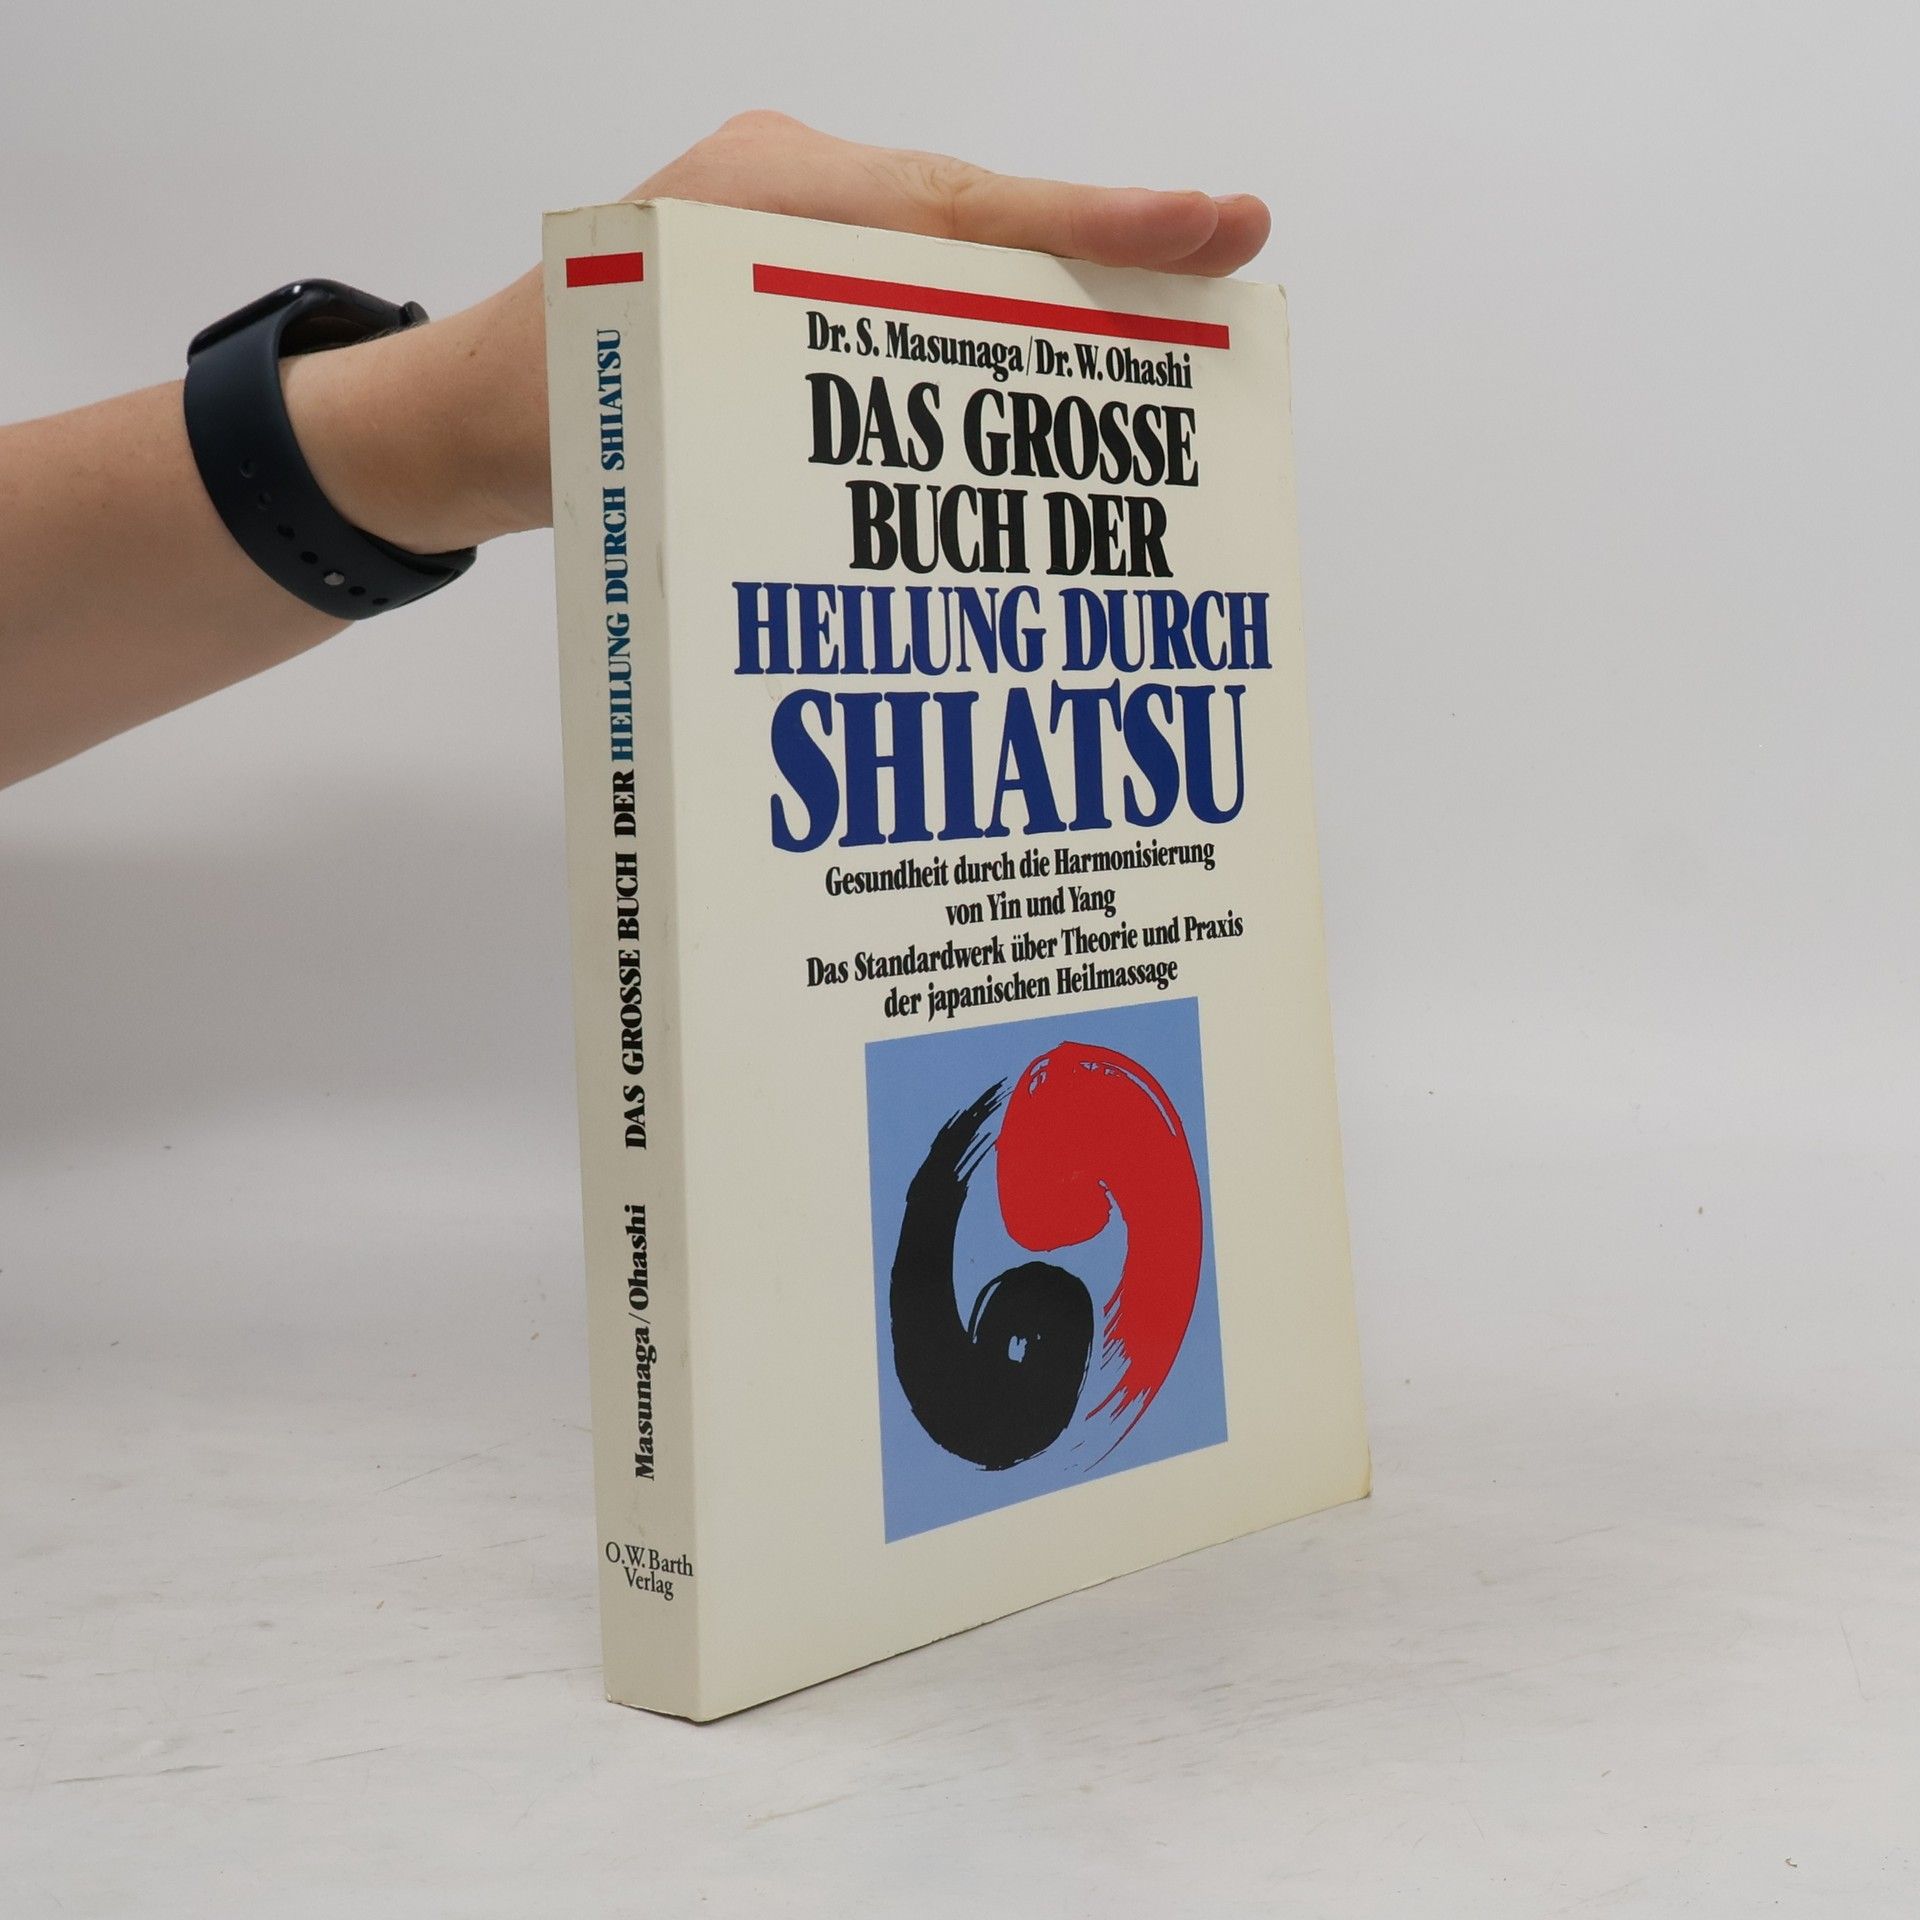 Dr. S. Masunaga/Dr. W. Ohashi
DAS GROSSE
BUCH DER
HEILUNG DURCH
SHIATSU
Gesundheit durch die Harmonisierung
von Yin und Yang
Das Standardwerk über Theorie und Praxis
der japanischen Heilmassage
Masunaga/Ohashi DAS GROSSE BUCH DER HEILUNG DURCH SHIATSU
O.W. Barth
Verlag